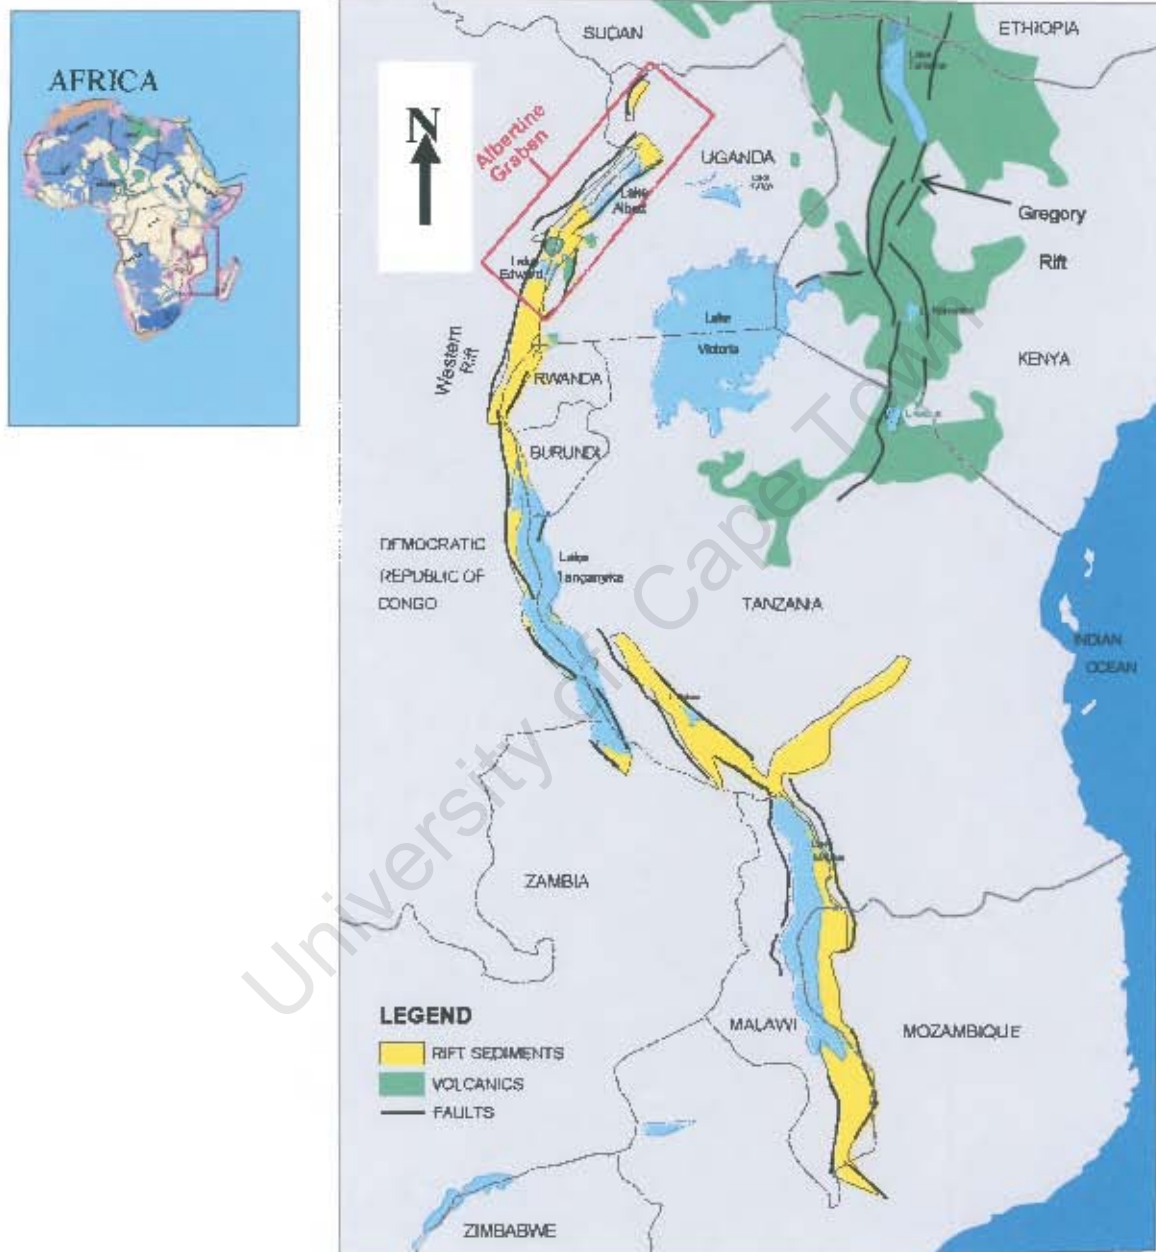 AFRICA
SUDAN
ETHIOPIA
N
Albertine
Graben
UGANDA
Lake
Lake
Albert
Gregory
Rift
Lake
Edward
Lake
Victoria
KENYA
Western
Rift
RWANDA
BURUNDI
DEMOCRATIC
REPUBLIC OF
CONGO
Lake
Tanganyika
TANZANIA
INDIAN
OCEAN
ZAMBIA
LEGEND
RIFT SEDIMENTS
VOLCANICS
FAULTS
MALAWI
MOZAMBIQUE
ZIMBABWE
University of Cape Town